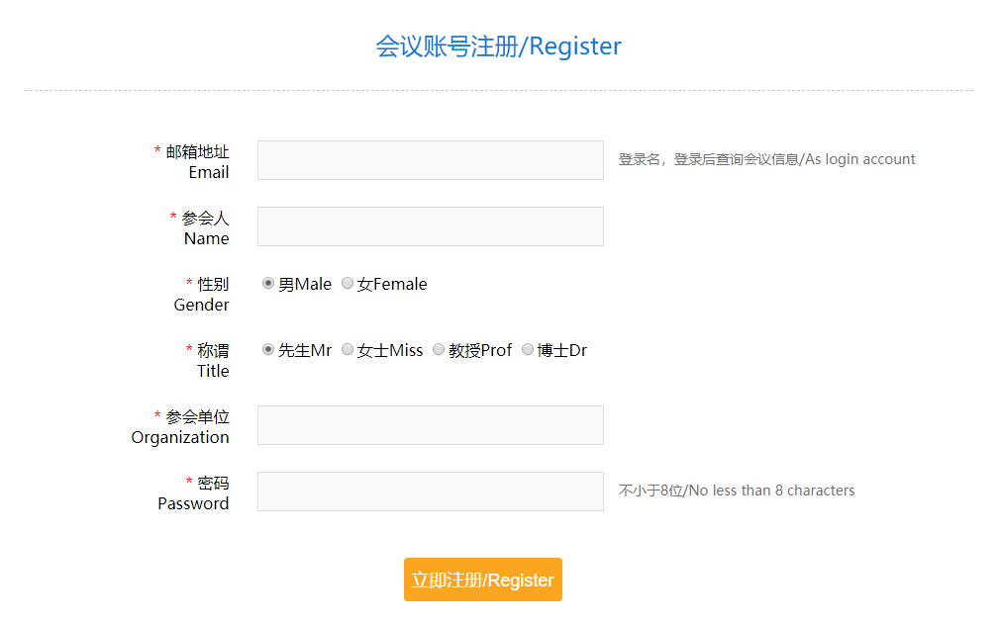 会议账号注册/Register
* 邮箱地址
Email
登录名，登录后查询会议信息/As login account
* 参会人
Name
* 性别
Gender
男Male 女Female
* 称谓
Title
先生Mr 女士Miss 教授Prof 博士Dr
* 参会单位
Organization
* 密码
Password
不小于8位/No less than 8 characters
立即注册/Register